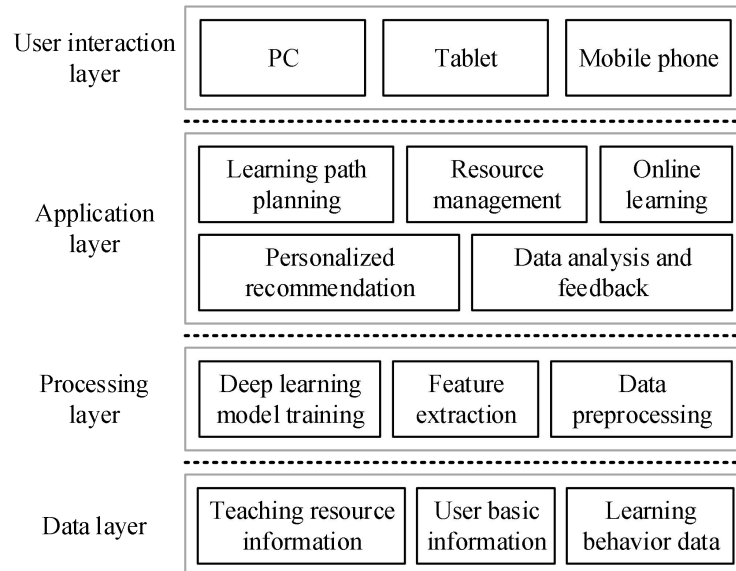 User interaction
layer
PC
Tablet
Mobile phone
Application
layer
Learning path
planning
Resource
management
Online
learning
Personalized
recommendation
Data analysis and
feedback
Processing
layer
Deep learning
model training
Feature
extraction
Data
preprocessing
Data layer
Teaching resource
information
User basic
information
Learning
behavior data